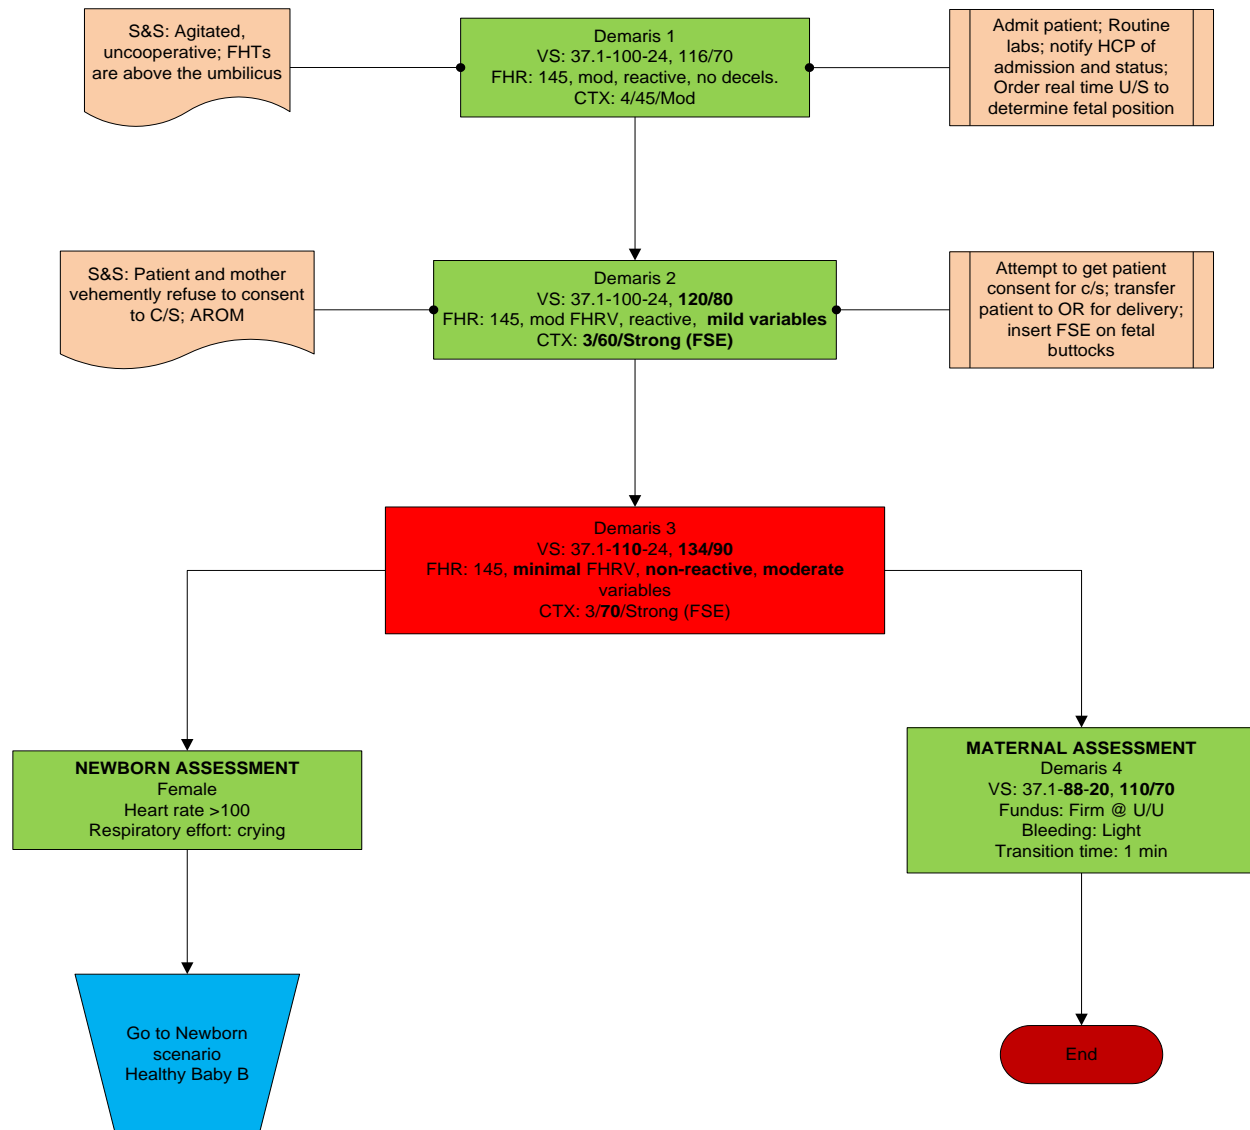 S&S: Agitated,
uncooperative; FHTs
are above the umbilicus
Demaris 1
VS: 37.1-100-24, 116/70
FHR: 145, mod, reactive, no decels.
CTX: 4/45/Mod
Admit patient; Routine
labs; notify HCP of
admission and status;
Order real time U/S to
determine fetal position
S&S: Patient and mother
vehemently refuse to consent
to C/S; AROM
Demaris 2
VS: 37.1-100-24, 120/80
FHR: 145, mod FHRV, reactive, mild variables
CTX: 3/60/Strong (FSE)
Attempt to get patient
consent for c/s; transfer
patient to OR for delivery;
insert FSE on fetal
buttocks
Demaris 3
VS: 37.1-110-24, 134/90
FHR: 145, minimal FHRV, non-reactive, moderate
variables
CTX: 3/70/Strong (FSE)
NEWBORN ASSESSMENT
Female
Heart rate >100
Respiratory effort: crying
MATERNAL ASSESSMENT
Demaris 4
VS: 37.1-88-20, 110/70
Fundus: Firm @ U/U
Bleeding: Light
Transition time: 1 min
Go to Newborn
scenario
Healthy Baby B
End